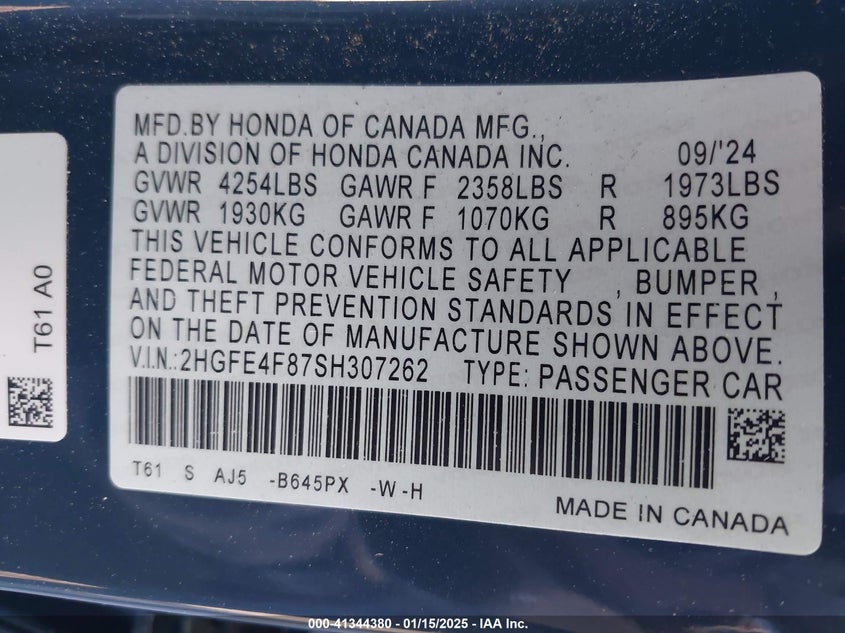 MFD.BY HONDA OF CANADA MFG.,
A DIVISION OF HONDA CANADA INC. 09/'24
GVWR 4254LBS GAWR F 2358LBS R 1973LBS
GVWR 1930KG GAWR F 1070KG R 895KG
THIS VEHICLE CONFORMS TO ALL APPLICABLE
FEDERAL MOTOR VEHICLE SAFETY , BUMPER ,
AND THEFT PREVENTION STANDARDS IN EFFECT
ON THE DATE OF MANUFACTURE SHOWN ABOVE.
V.I.N.:2HGFE4F87SH307262 TYPE: PASSENGER CAR
T61 S AJ5 -B645PX -W -H
MADE IN CANADA
T61 A0
000-41344380 - 01/15/2025 - IAA Inc.